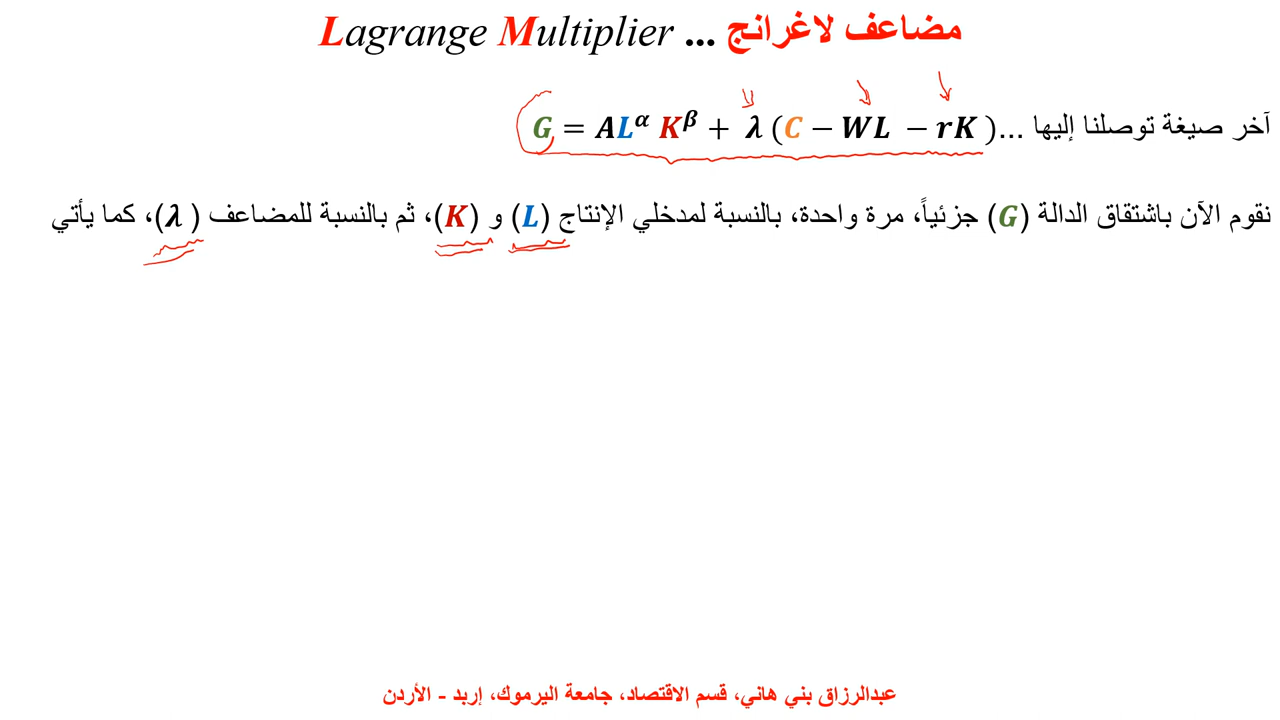 مضاعف لاغرانج ... Lagrange Multiplier
آخر صيغة توصلنا إليها ... G = AL^α K^β + λ (C − WL − rK )
نقوم الآن باشتقاق الدالة (G) جزئياً، مرة واحدة، بالنسبة لمدخلي الإنتاج (L) و (K)، ثم بالنسبة للمضاعف (λ )، كما يأتي
عبدالرزاق بني هاني، قسم الاقتصاد، جامعة اليرموك، إربد - الأردن